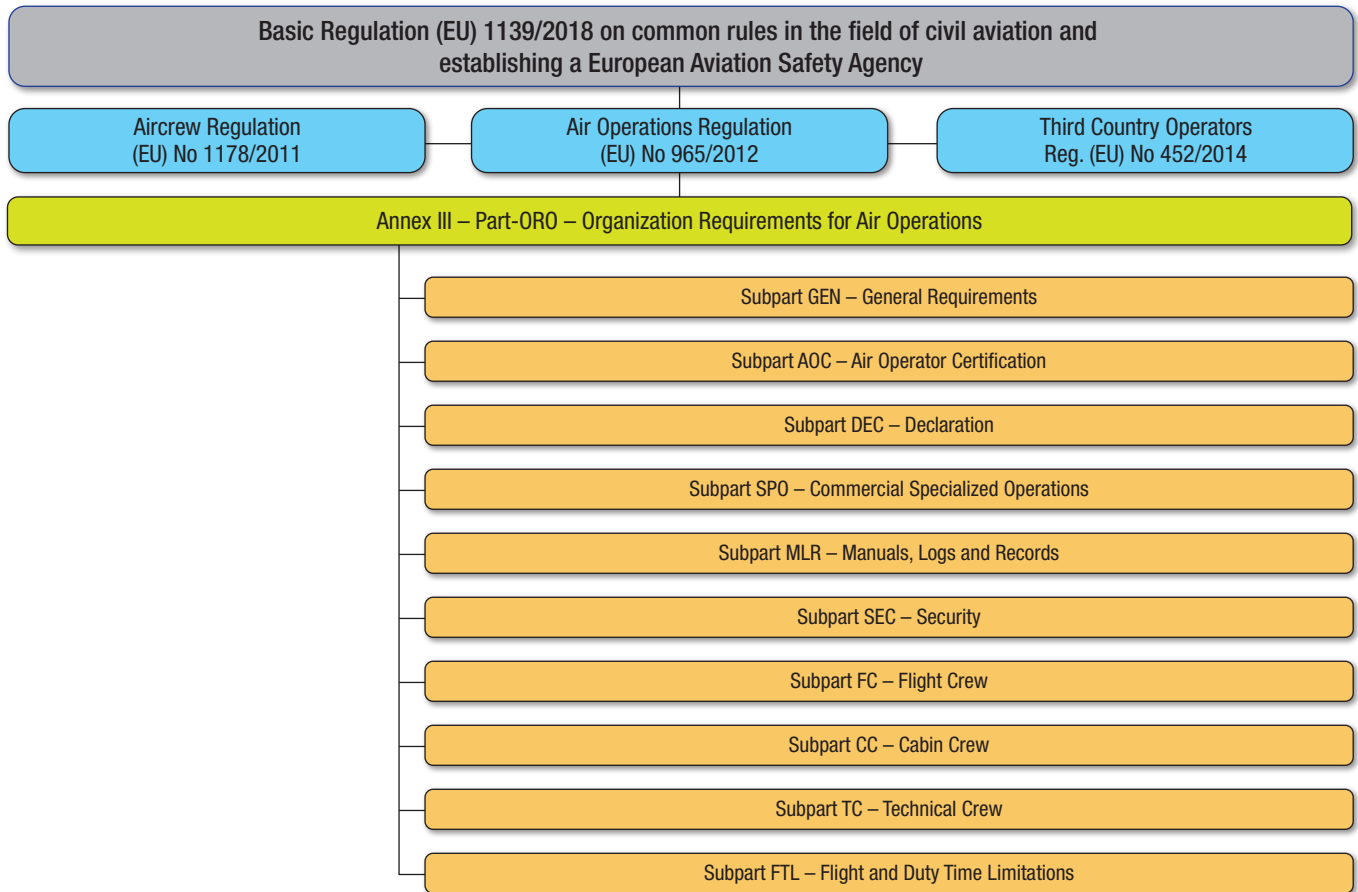 Basic Regulation (EU) 1139/2018 on common rules in the field of civil aviation and
establishing a European Aviation Safety Agency
Aircrew Regulation
(EU) No 1178/2011
Air Operations Regulation
(EU) No 965/2012
Third Country Operators
Reg. (EU) No 452/2014
Annex III – Part-ORO – Organization Requirements for Air Operations
Subpart GEN – General Requirements
Subpart AOC – Air Operator Certification
Subpart DEC – Declaration
Subpart SPO – Commercial Specialized Operations
Subpart MLR – Manuals, Logs and Records
Subpart SEC – Security
Subpart FC – Flight Crew
Subpart CC – Cabin Crew
Subpart TC – Technical Crew
Subpart FTL – Flight and Duty Time Limitations